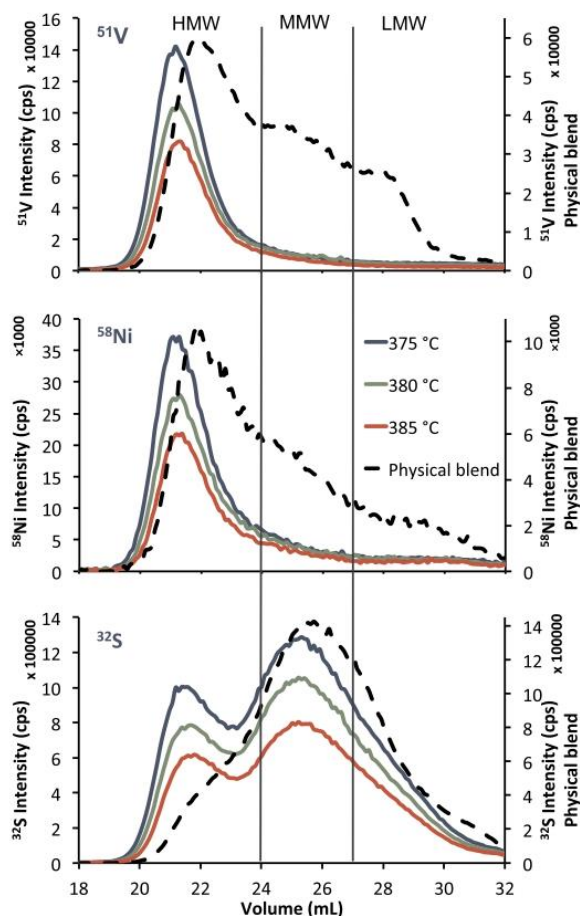 HMW MMW LMW
⁵¹V
⁵¹V Intensity (cps) x 10000
16
14
12
10
8
6
4
2
0
6
5
4
3
2
1
0
x 10000
⁵¹V Intensity (cps)
Physical blend
⁵⁸Ni
⁵⁸Ni Intensity (cps) ×1000
40
35
30
25
20
15
10
5
0
375 °C
380 °C
385 °C
Physical blend
10
8
6
4
2
0
×1000
⁵⁸Ni Intensity (cps)
Physical blend
³²S
³²S Intensity (cps) x 100000
14
12
10
8
6
4
2
0
14
12
10
8
6
4
2
0
x 100000
³²S Intensity (cps)
Physical blend
18 20 22 24 26 28 30 32
Volume (mL)